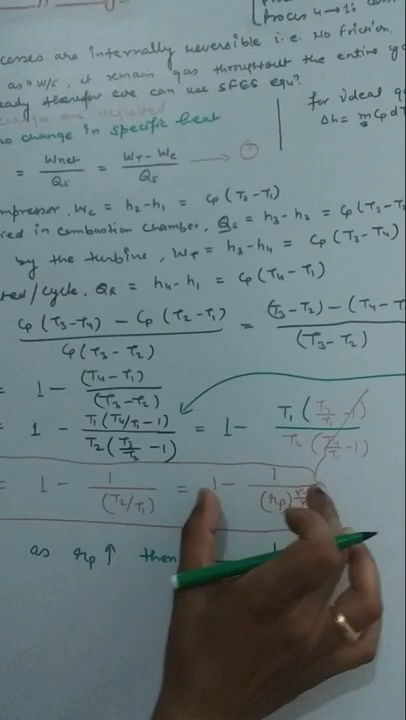 Process 4→1:
cesses are internally reversible i.e. No friction.
as w/c, it remain gas throughout the entire
eady therefore we can use SFEE equⁿ.
are neglected
no change in specific heat
for ideal
Δh = m cp dT
= Wnet/Qs = (WT - Wc)/Qs → ①
mpressor, Wc = h2-h1 = Cp(T2-T1)
ied in combustion chamber, Qs = h3-h2 = Cp(T3-T2
by the turbine, WT = h3-h4 = Cp(T3-T4)
ted/cycle. QR = h4-h1 = Cp(T4-T1)
(Cp(T3-T4) - Cp(T2-T1))/(Cp(T3-T2)) = ((T3-T2) - (T4-T)/(T3-T2)
= 1 - (T4-T1)/(T3-T2)
= 1 - T1(T4/T1-1)/T2(T3/T2-1) = 1 - T1(T3/T2-1)/T2(T4/T1-1)
= 1 - 1/(T2/T1) = 1 - 1/(rp)
as rp↑ then